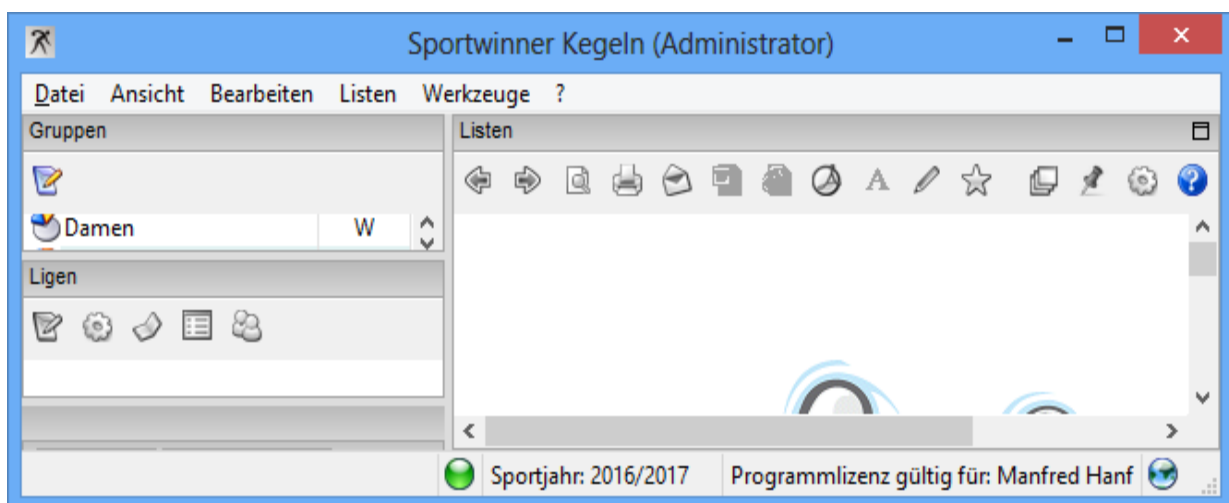 Sportwinner Kegeln (Administrator)
Datei Ansicht Bearbeiten Listen Werkzeuge ?
Gruppen
Damen W
Ligen
Listen
Sportjahr: 2016/2017 Programmlizenz gültig für: Manfred Hanf